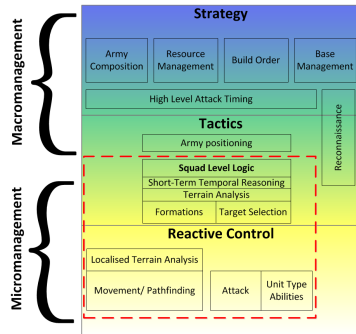 Macromanagement
Micromanagement
Strategy
Army
Composition
Resource
Management
Build Order
Base
Management
High Level Attack Timing
Reconnaissance
Tactics
Army positioning
Squad Level Logic
Short-Term Temporal Reasoning
Terrain Analysis
Formations
Target Selection
Reactive Control
Localised Terrain Analysis
Movement/ Pathfinding
Attack
Unit Type
Abilities